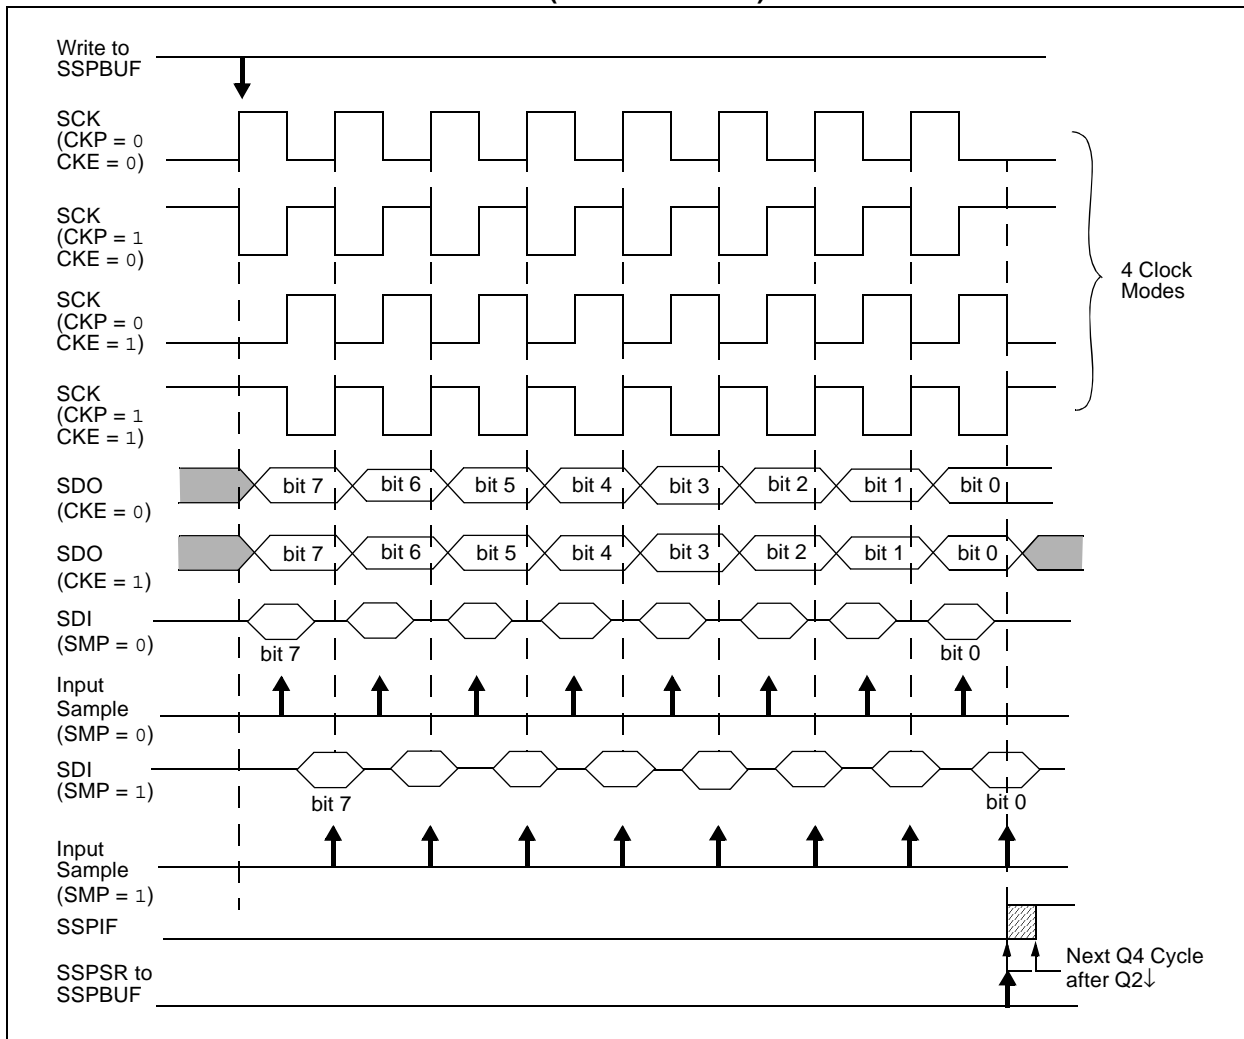 Write to
SSPBUF
SCK
(CKP = 0
CKE = 0)
SCK
(CKP = 1
CKE = 0)
SCK
(CKP = 0
CKE = 1)
SCK
(CKP = 1
CKE = 1)
4 Clock
Modes
SDO
(CKE = 0)
bit 7 bit 6 bit 5 bit 4 bit 3 bit 2 bit 1 bit 0
SDO
(CKE = 1)
bit 7 bit 6 bit 5 bit 4 bit 3 bit 2 bit 1 bit 0
SDI
(SMP = 0)
bit 7 bit 0
Input
Sample
(SMP = 0)
SDI
(SMP = 1)
bit 7 bit 0
Input
Sample
(SMP = 1)
SSPIF
Next Q4 Cycle
after Q2↓
SSPSR to
SSPBUF